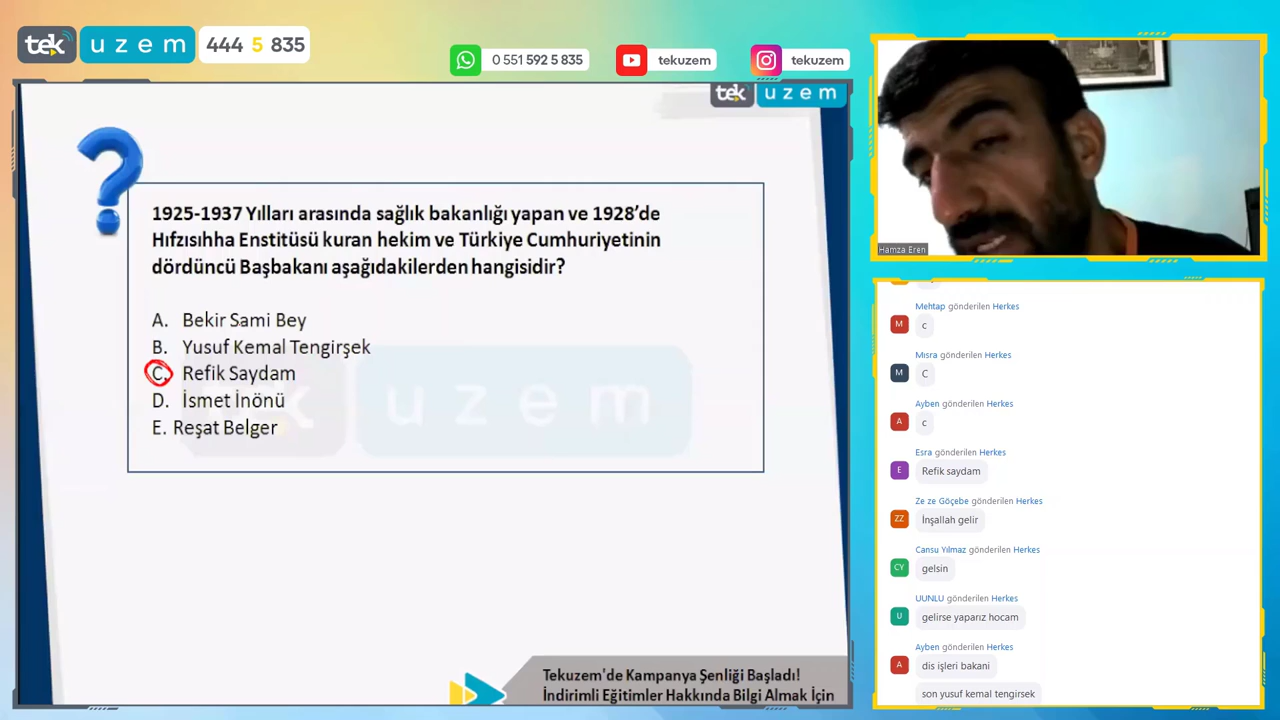 tek uzem 444 5 835
0 551 592 5 835
tekuzem
tekuzem
tek uzem
1925-1937 Yılları arasında sağlık bakanlığı yapan ve 1928’de
Hıfzısıhha Enstitüsü kuran hekim ve Türkiye Cumhuriyetinin
dördüncü Başbakanı aşağıdakilerden hangisidir?
A. Bekir Sami Bey
B. Yusuf Kemal Tengirşek
C. Refik Saydam
D. İsmet İnönü
E. Reşat Belger
tek uzem
Tekuzem'de Kampanya Şenliği Başladı!
İndirimli Eğitimler Hakkında Bilgi Almak İçin
Hamza Eren
Mehtap gönderilen Herkes
M
c
Mısra gönderilen Herkes
M
C
Ayben gönderilen Herkes
A
c
Esra gönderilen Herkes
E
Refik saydam
Ze ze Göçebe gönderilen Herkes
ZZ
İnşallah gelir
Cansu Yılmaz gönderilen Herkes
CY
gelsin
UUNLU gönderilen Herkes
U
gelirse yaparız hocam
Ayben gönderilen Herkes
A
dis işleri bakani
son yusuf kemal tengirsek